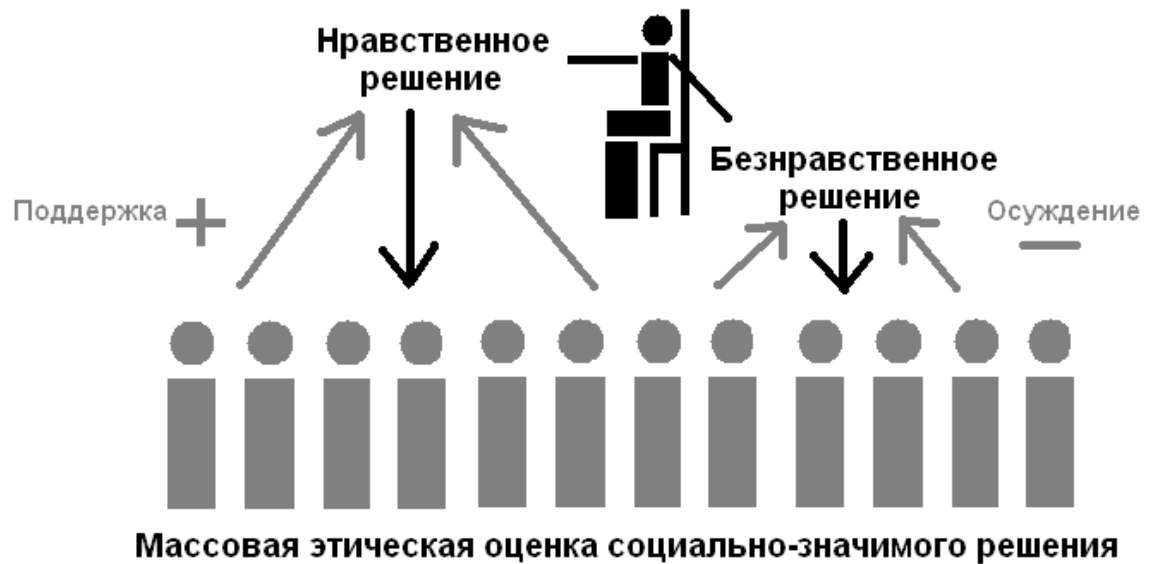 Нравственное
решение
Безнравственное
решение
Поддержка +
Осуждение
—
Массовая этическая оценка социально-значимого решения